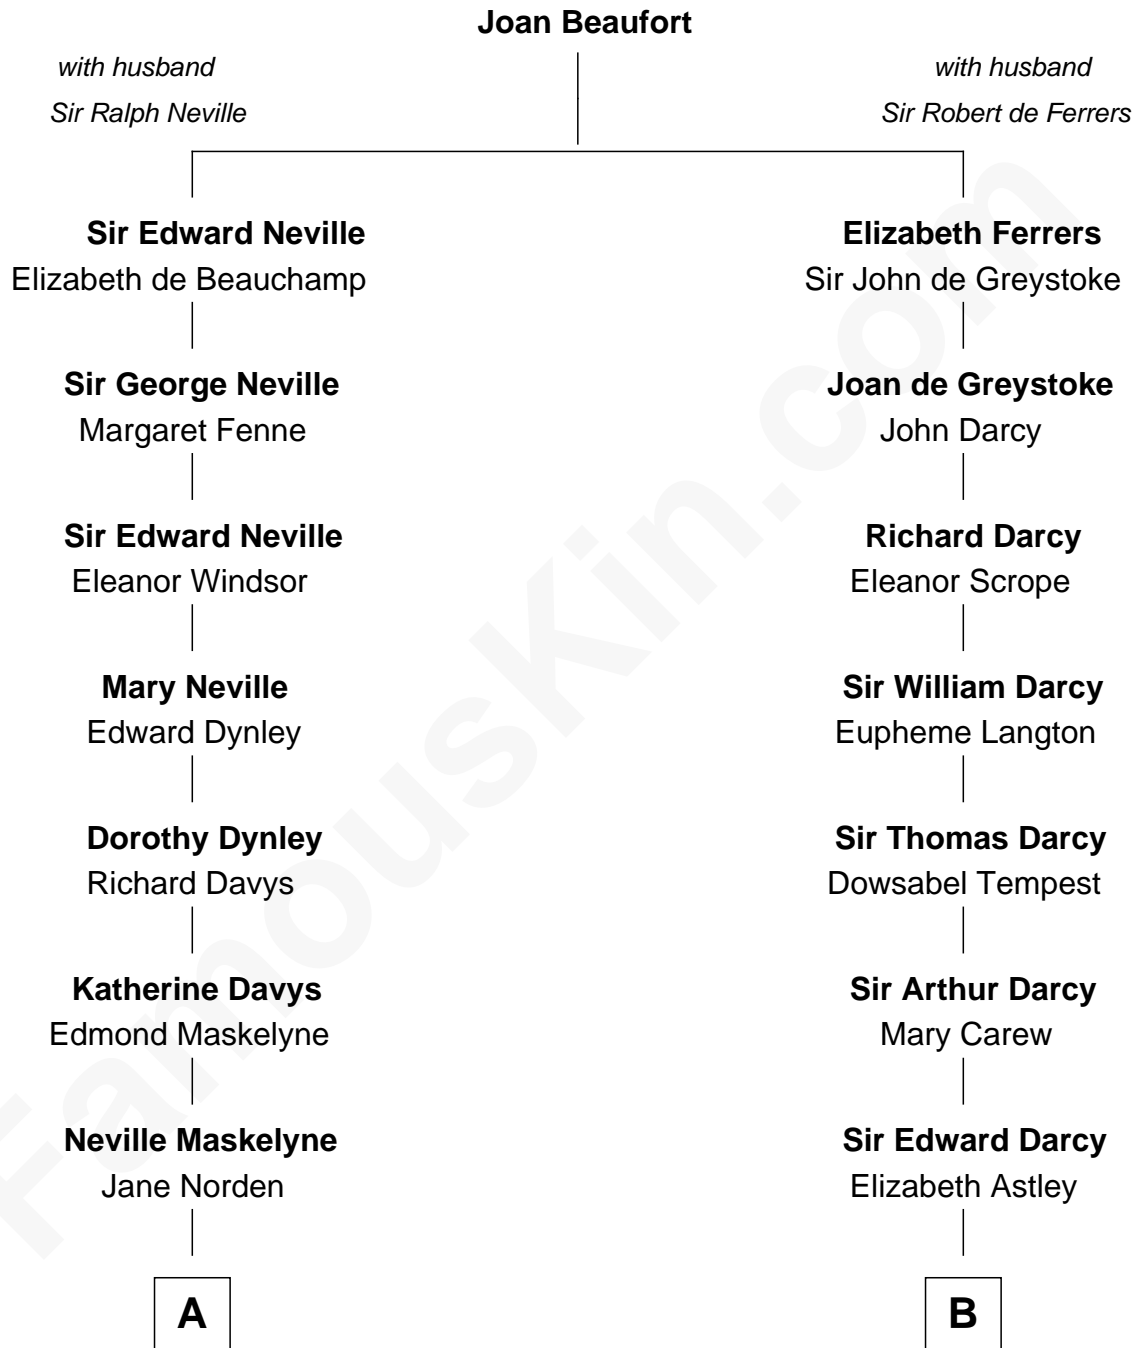 Joan Beaufort
with husband
Sir Ralph Neville
with husband
Sir Robert de Ferrers
Sir Edward Neville
Elizabeth de Beauchamp
Elizabeth Ferrers
Sir John de Greystoke
Sir George Neville
Margaret Fenne
Joan de Greystoke
John Darcy
Sir Edward Neville
Eleanor Windsor
Richard Darcy
Eleanor Scrope
Mary Neville
Edward Dynley
Sir William Darcy
Eupheme Langton
Dorothy Dynley
Richard Davys
Sir Thomas Darcy
Dowsabel Tempest
Katherine Davys
Edmond Maskelyne
Sir Arthur Darcy
Mary Carew
Neville Maskelyne
Jane Norden
Sir Edward Darcy
Elizabeth Astley
A
B
FamousKin.com